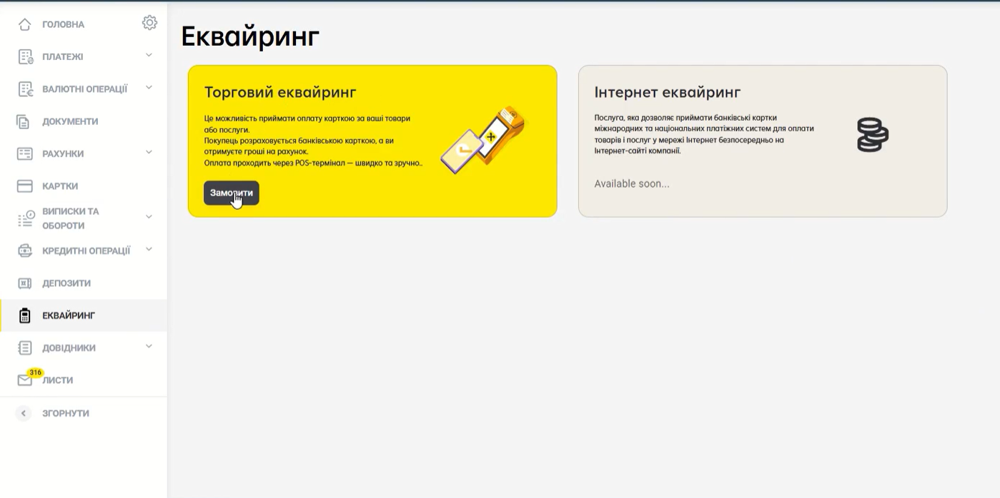 ГОЛОВНА
ПЛАТЕЖІ
ВАЛЮТНІ ОПЕРАЦІЇ
ДОКУМЕНТИ
РАХУНКИ
КАРТКИ
ВИПИСКИ ТА
ОБОРОТИ
КРЕДИТНІ ОПЕРАЦІЇ
ДЕПОЗИТИ
ЕКВАЙРИНГ
ДОВІДНИКИ
316
ЛИСТИ
ЗГОРНУТИ
Еквайринг
Торговий еквайринг
Це можливість приймати оплату карткою за ваші товари
або послуги.
Покупець розраховується банківською карткою, а ви
отримуєте гроші на рахунок.
Оплата проходить через POS-термінал — швидко та зручно..
Замовити
Інтернет еквайринг
Послуга, яка дозволяє приймати банківські картки
міжнародних та національних платіжних систем для оплати
товарів і послуг у мережі Інтернет безпосередньо на
Інтернет-сайті компанії.
Available soon...